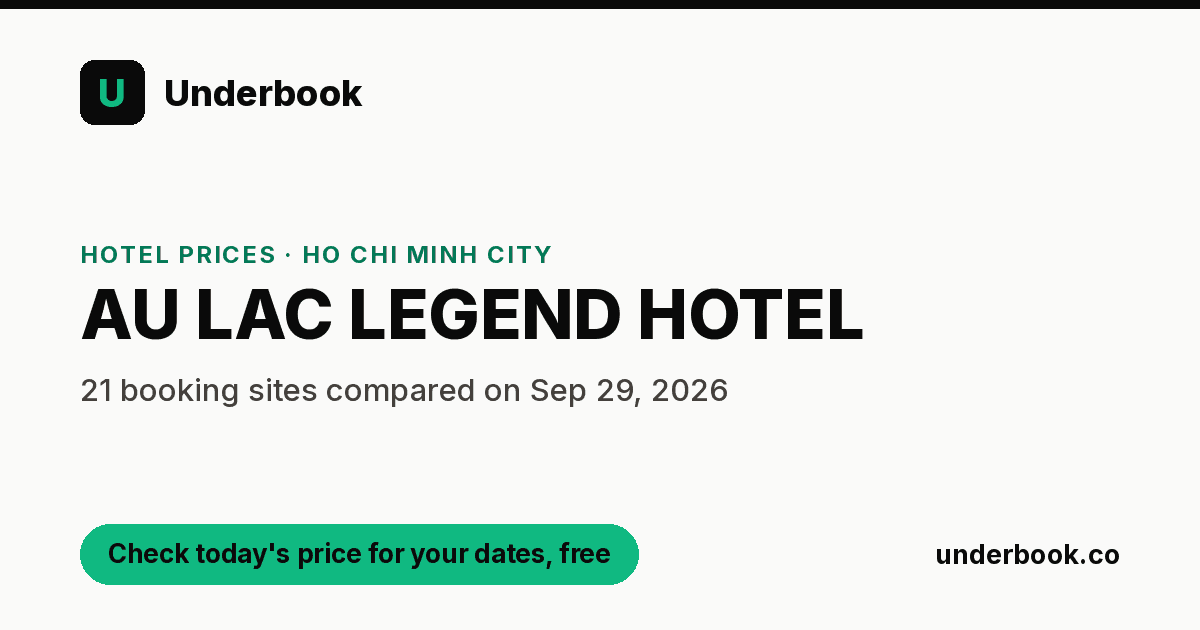 U Underbook
HOTEL PRICES · HO CHI MINH CITY
AU LAC LEGEND HOTEL
21 booking sites compared on Sep 29, 2026
Check today's price for your dates, free
underbook.co